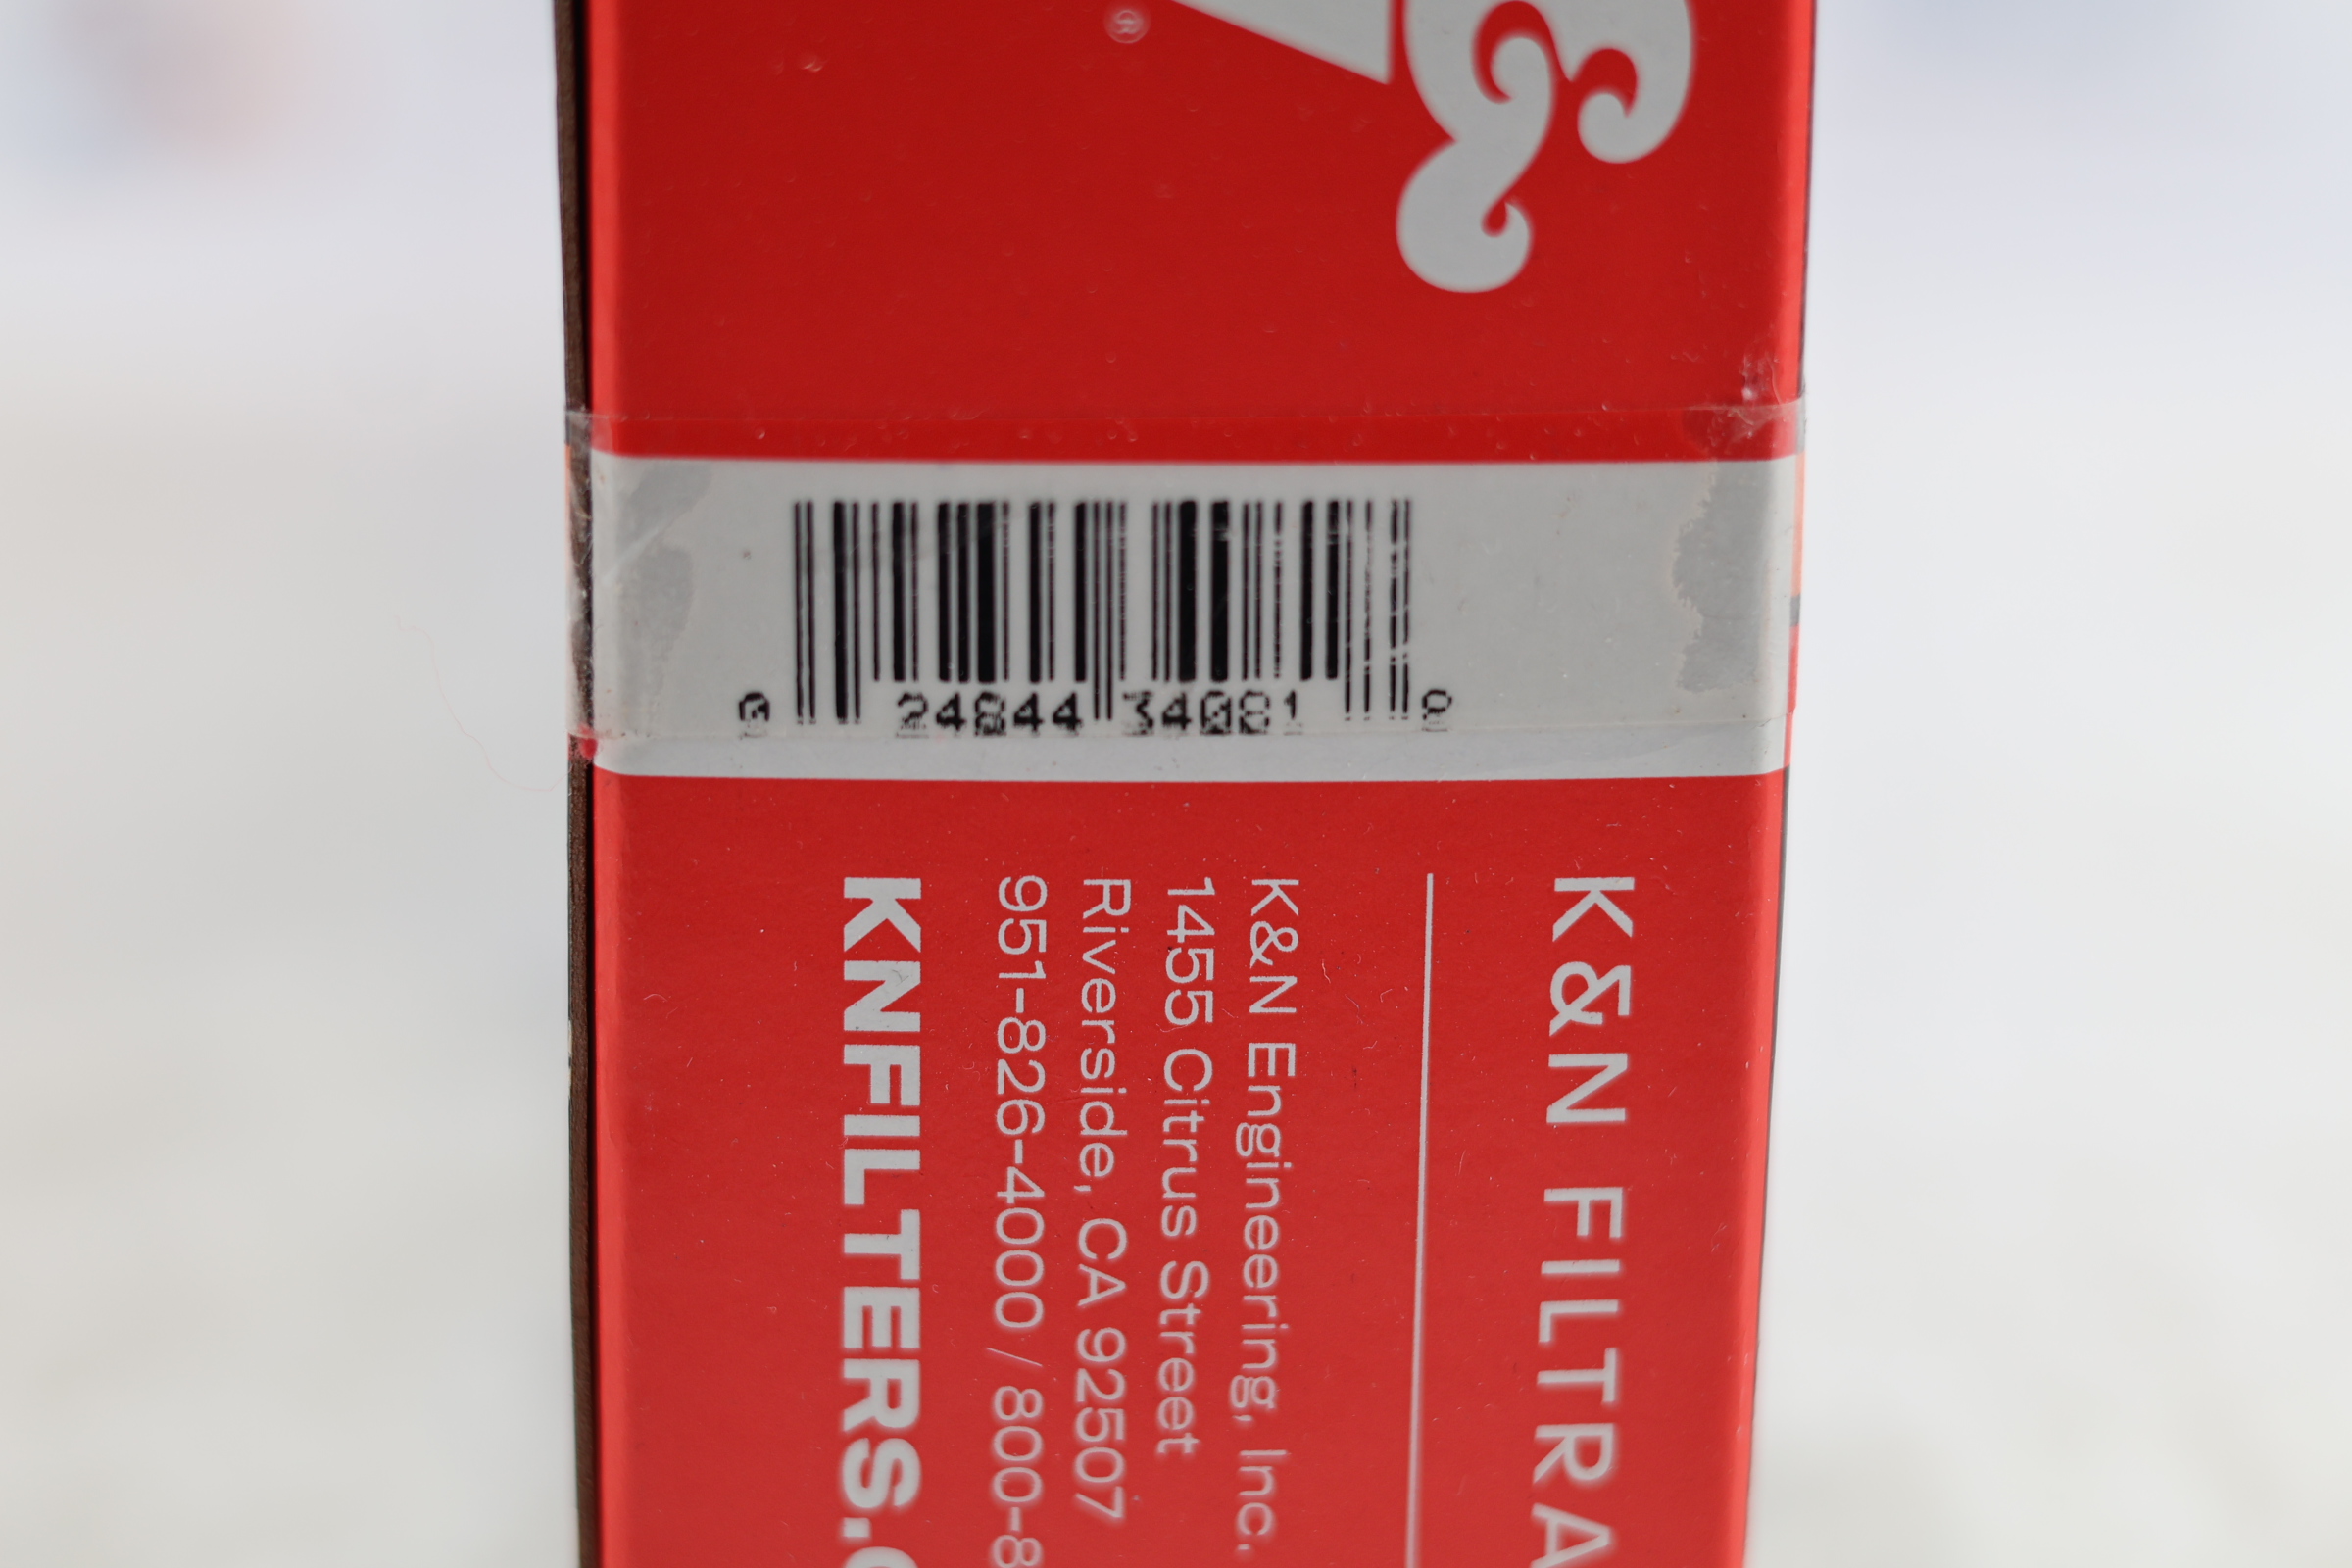 & ®
0 24844 34081 8
K&N FILTRA
K&N Engineering, Inc.
1455 Citrus Street
Riverside, CA 92507
951-826-4000 / 800-8
KNFILTERS.